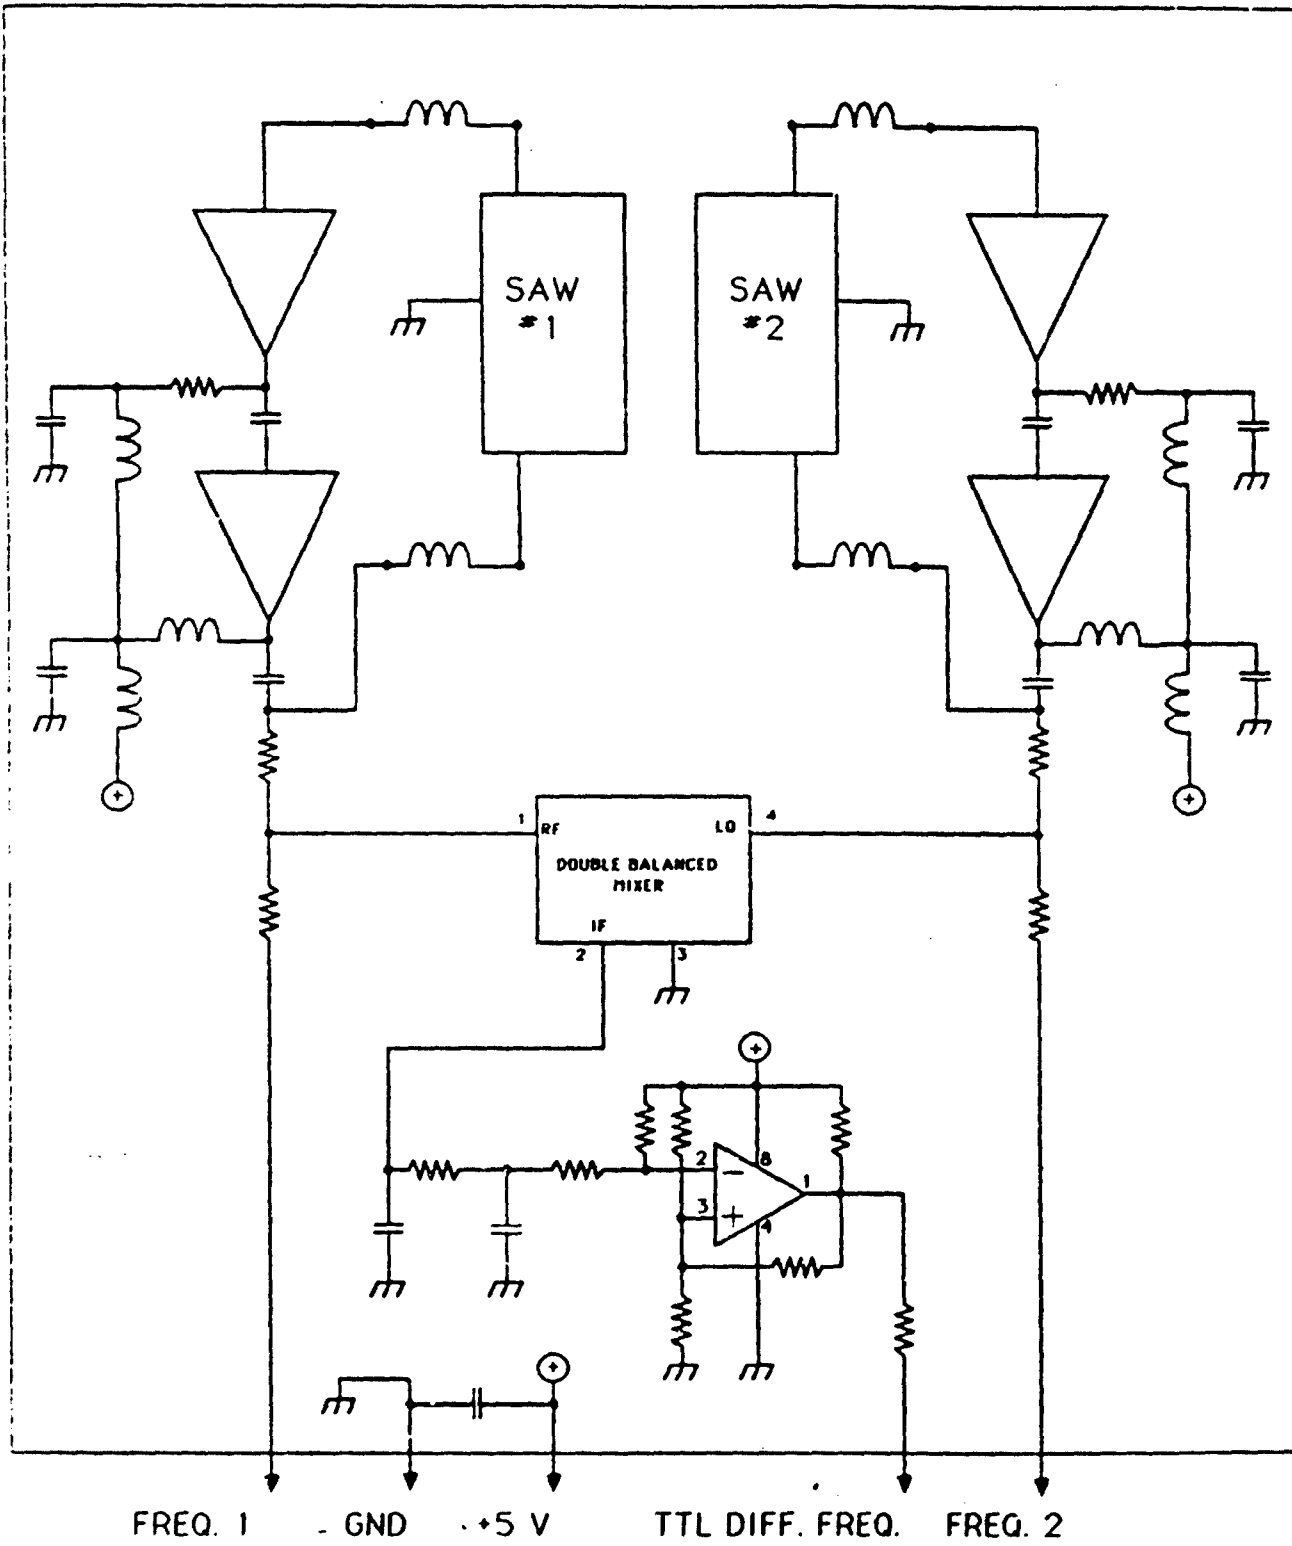 SAW
#1
SAW
#2
1
RF
LO
4
DOUBLE BALANCED
MIXER
IF
2
3
+
+
+
2
−
8
1
3
+
4
+
FREQ. 1
GND
+5 V
TTL DIFF. FREQ.
FREQ. 2